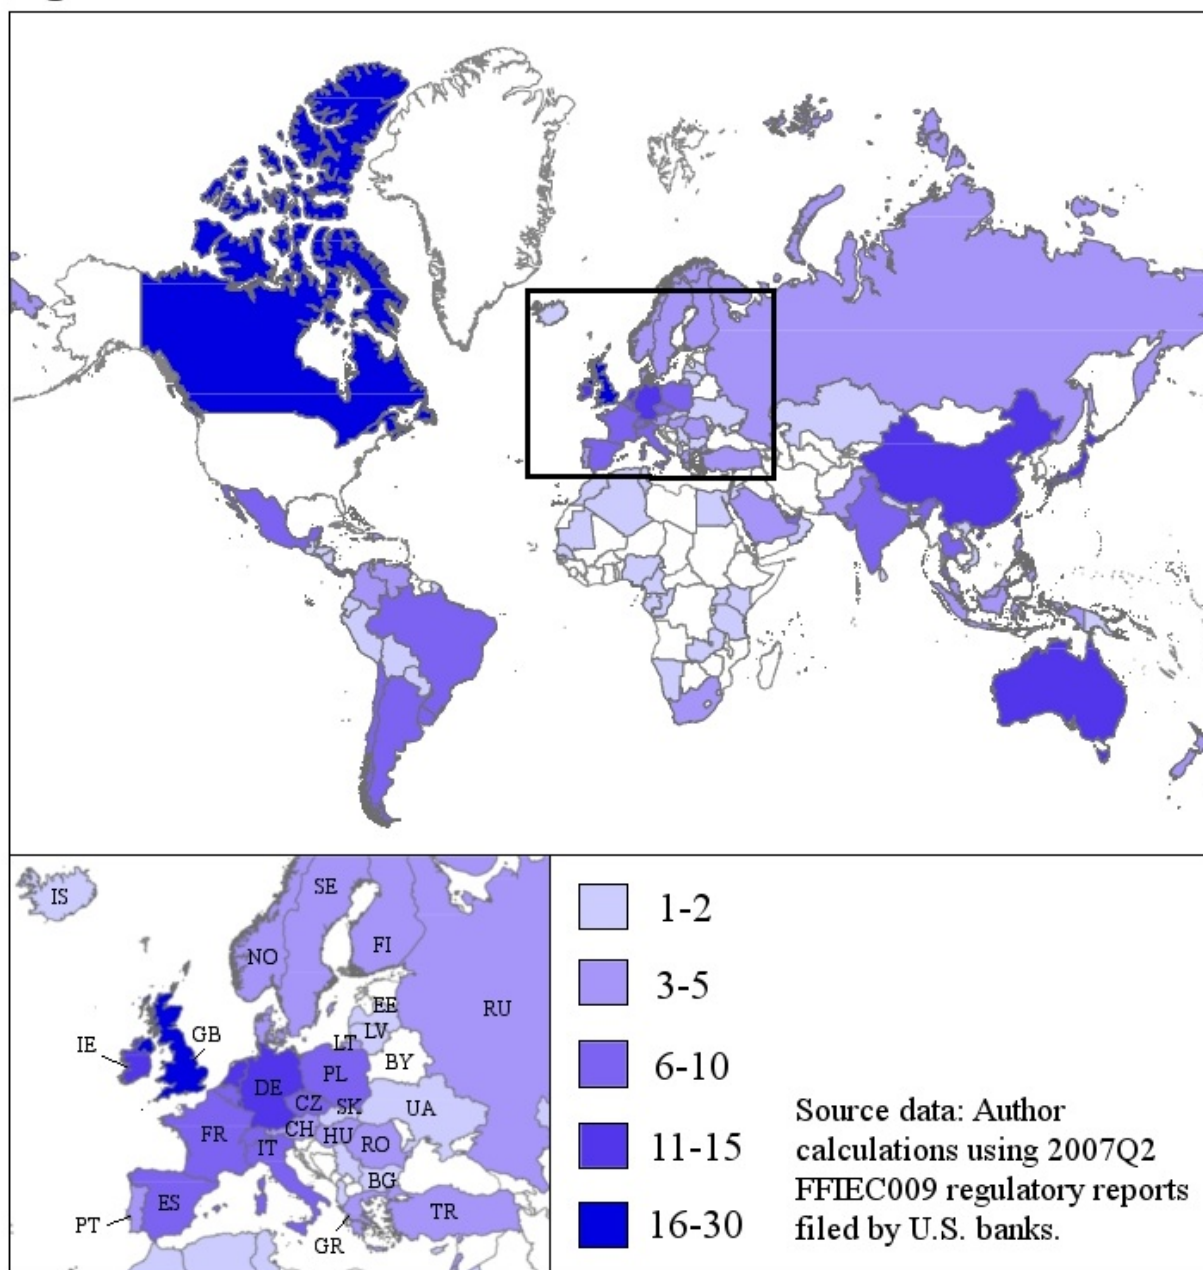 IS
SE
NO
FI
RU
EE
LV
LT
BY
GB
IE
DE
PL
CZ
SK
UA
FR
CH
HU
IT
RO
BG
ES
PT
TR
GR
1-2
3-5
6-10
11-15
16-30
Source data: Author
calculations using 2007Q2
FFIEC009 regulatory reports
filed by U.S. banks.